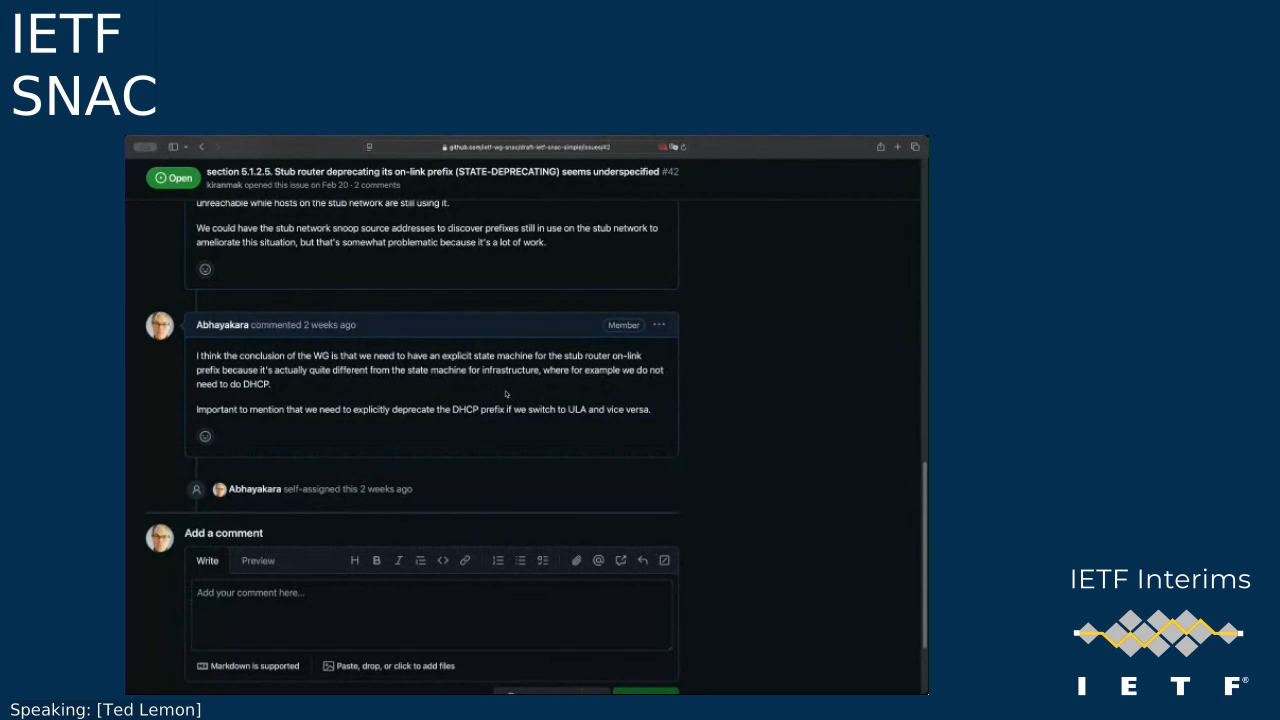 IETF
SNAC
github.com/ietf-wg-snac/draft-ietf-snac-simple/issues/42
Open
section 5.1.2.5. Stub router deprecating its on-link prefix (STATE-DEPRECATING) seems underspecified #42
kiranmak opened this issue on Feb 20 · 2 comments
unreachable while hosts on the stub network are still using it.
We could have the stub network snoop source addresses to discover prefixes still in use on the stub network to
ameliorate this situation, but that's somewhat problematic because it's a lot of work.
Abhayakara commented 2 weeks ago
Member
I think the conclusion of the WG is that we need to have an explicit state machine for the stub router on-link
prefix because it's actually quite different from the state machine for infrastructure, where for example we do not
need to do DHCP.
Important to mention that we need to explicitly deprecate the DHCP prefix if we switch to ULA and vice versa.
Abhayakara self-assigned this 2 weeks ago
Add a comment
Write
Preview
H B I
Add your comment here...
Markdown is supported
Paste, drop, or click to add files
IETF Interims
I E T F®
Speaking: [Ted Lemon]